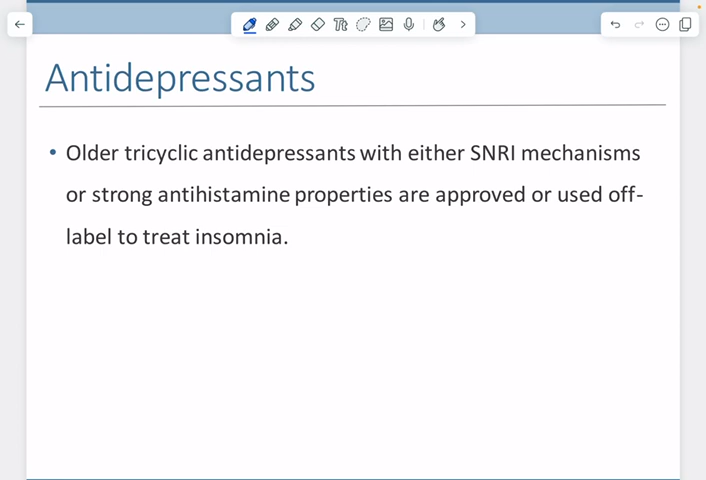 Antidepressants
• Older tricyclic antidepressants with either SNRI mechanisms
or strong antihistamine properties are approved or used off-
label to treat insomnia.